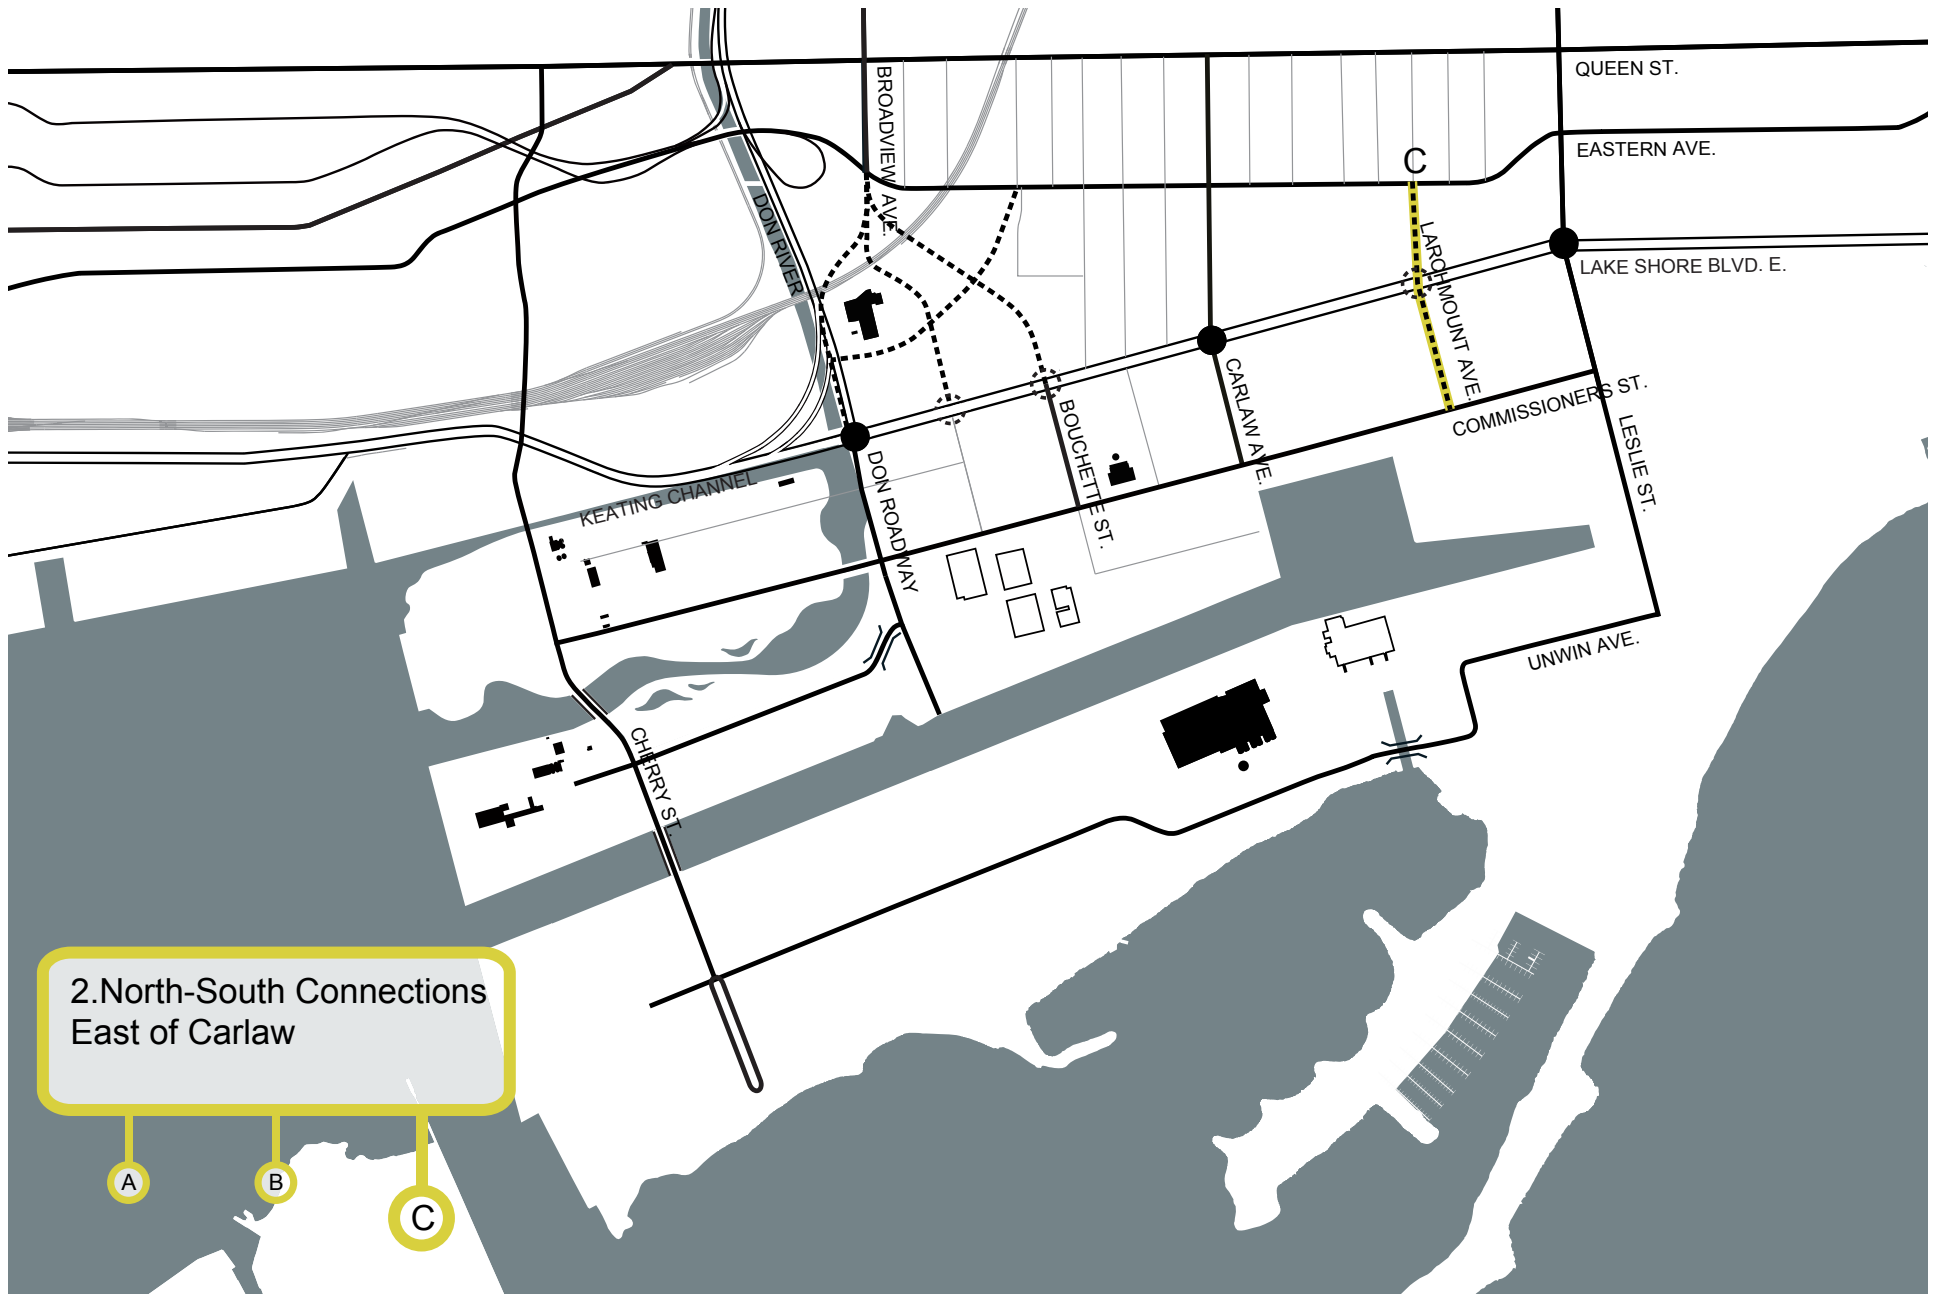 QUEEN ST.
BROADVIEW AVE.
EASTERN AVE.
C
DON RIVER
LARCHMOUNT AVE.
LAKE SHORE BLVD. E.
CARLAW AVE.
COMMISSIONERS ST.
BOUCHETTE ST.
LESLIE ST.
DON ROADWAY
KEATING CHANNEL
UNWIN AVE.
CHERRY ST.
2.North-South Connections
East of Carlaw
A
B
C